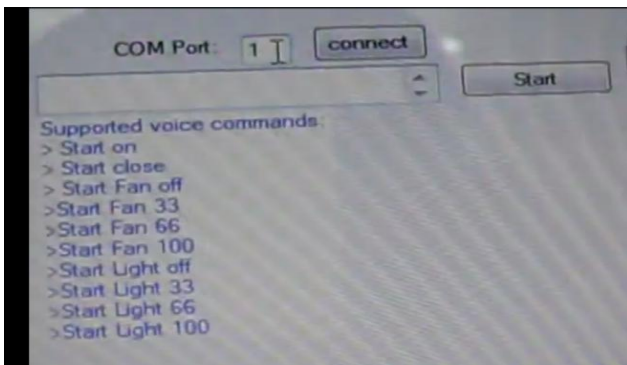 COM Port: 1 connect
Start
Supported voice commands:
> Start on
> Start close
> Start Fan off
>Start Fan 33
>Start Fan 66
>Start Fan 100
>Start Light off
>Start Light 33
>Start Light 66
>Start Light 100